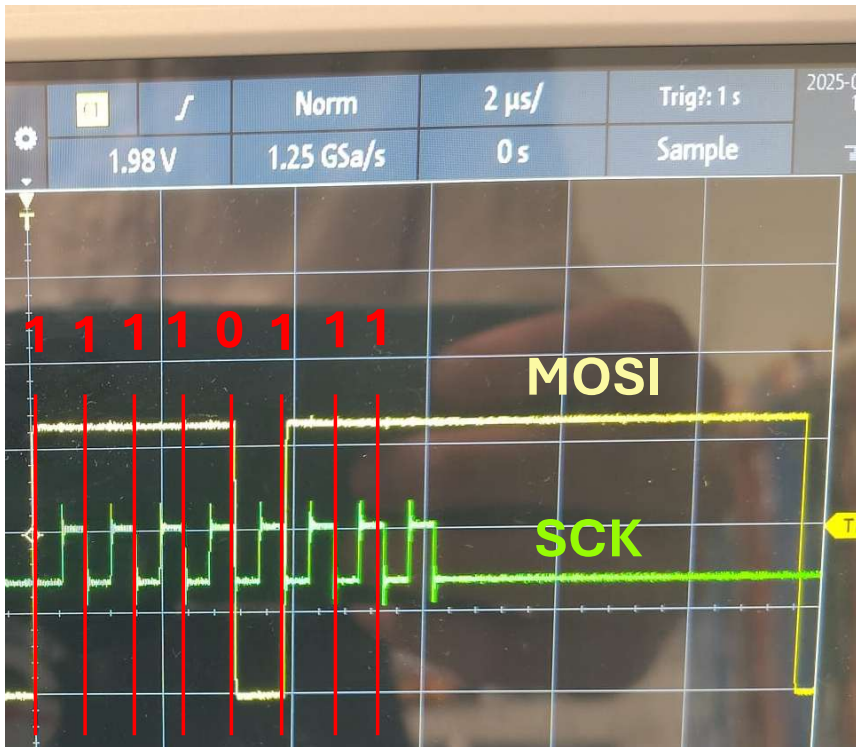 Norm 2 μs/ Trig?: 1 s 2025-0
1.98 V 1.25 GSa/s 0 s Sample
T
1 1 1 1 0 1 1 1
MOSI
SCK
T